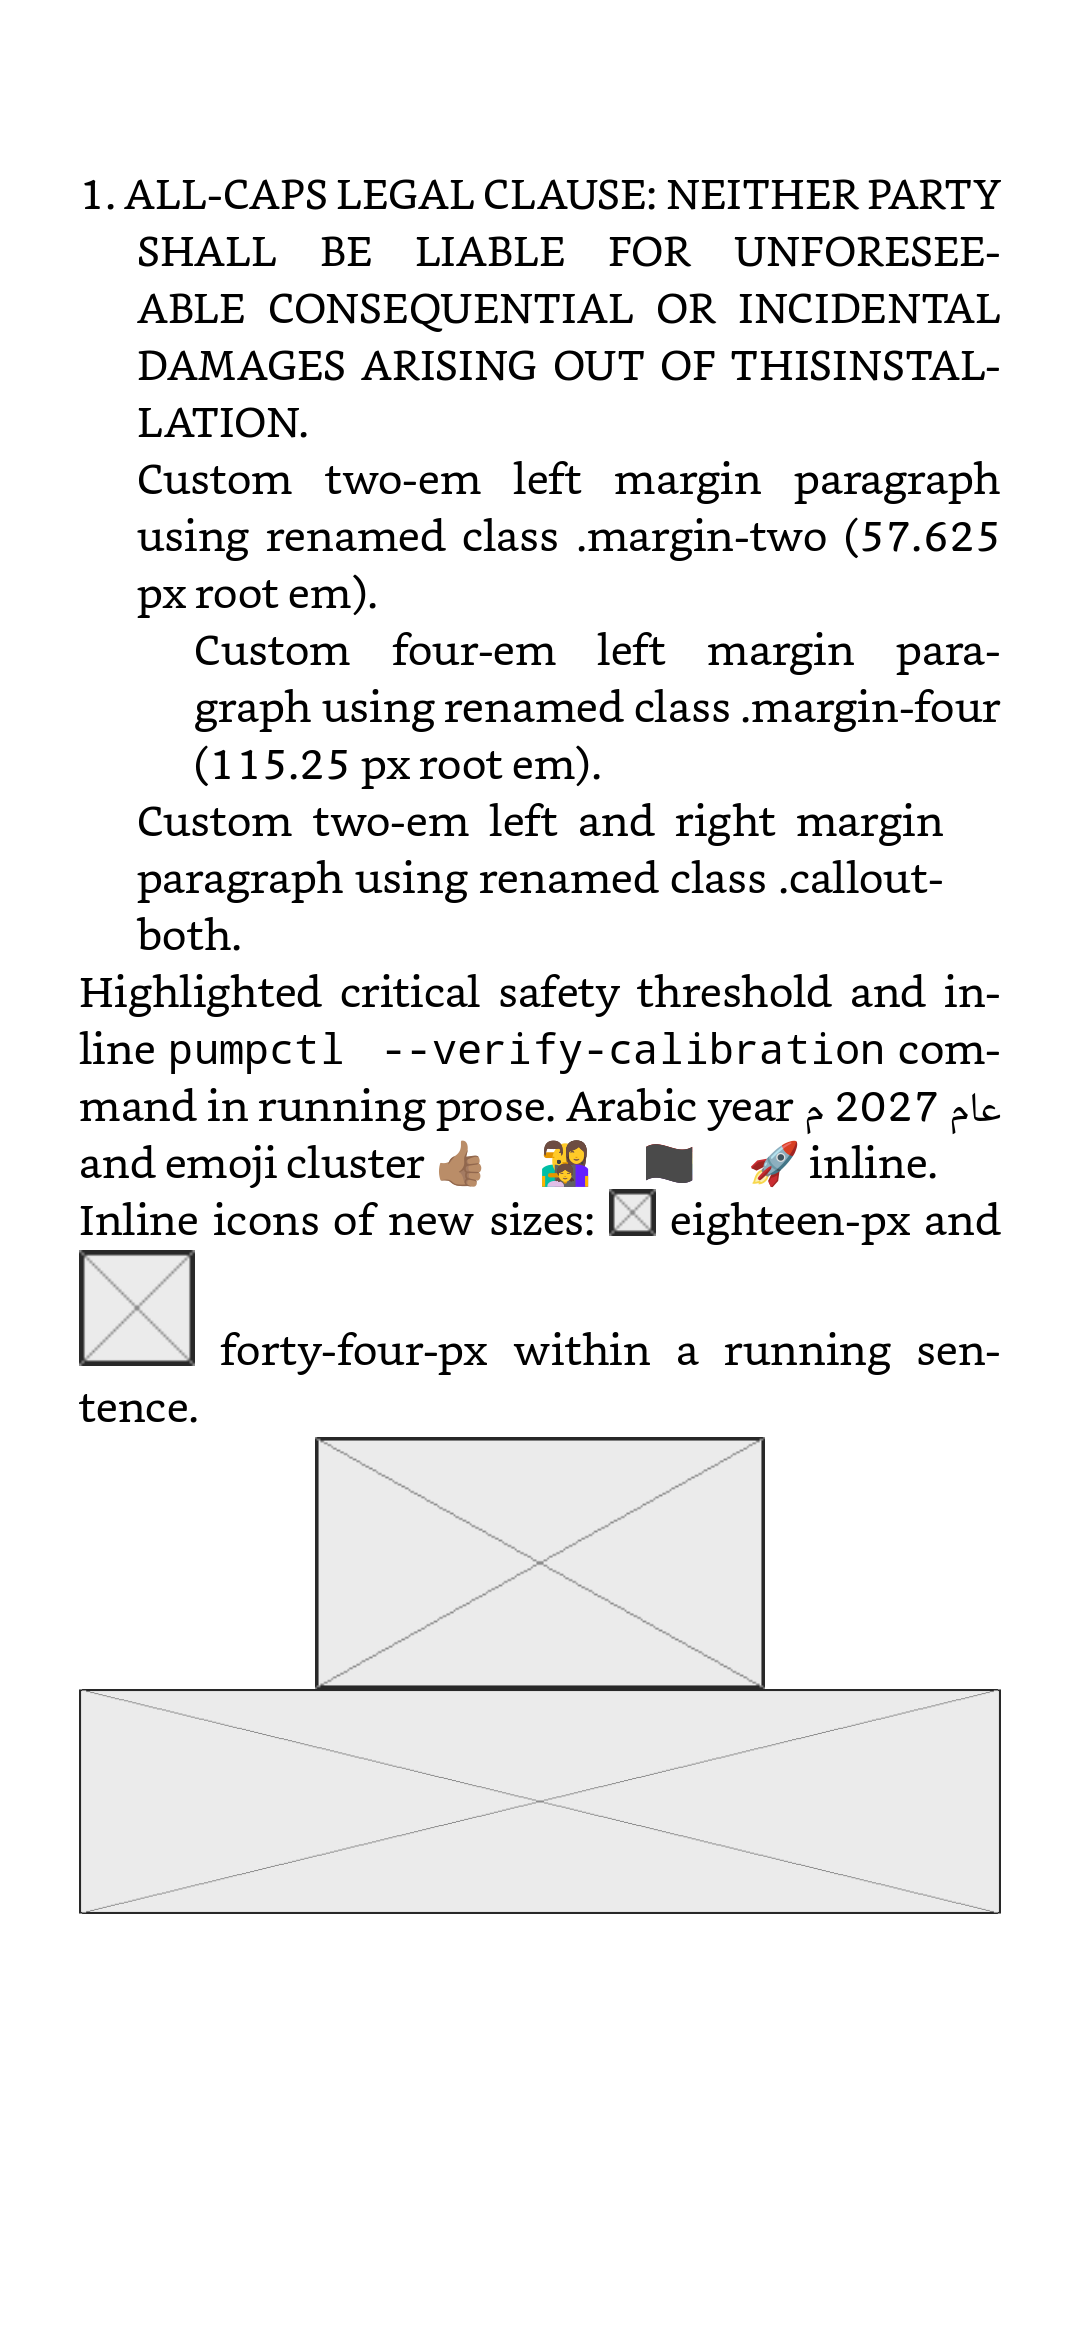 1. ALL-CAPS LEGAL CLAUSE: NEITHER PARTY
SHALL BE LIABLE FOR UNFORESEE-
ABLE CONSEQUENTIAL OR INCIDENTAL
DAMAGES ARISING OUT OF THISINSTAL-
LATION.
Custom two-em left margin paragraph
using renamed class .margin-two (57.625
px root em).
Custom four-em left margin para-
graph using renamed class .margin-four
(115.25 px root em).
Custom two-em left and right margin
paragraph using renamed class .callout-
both.
Highlighted critical safety threshold and in-
line pumpctl --verify-calibration com-
mand in running prose. Arabic year عام 2027 م
and emoji cluster 👍🏽 👨‍👩‍👧 🏴 🚀 inline.
Inline icons of new sizes: eighteen-px and
forty-four-px within a running sen-
tence.